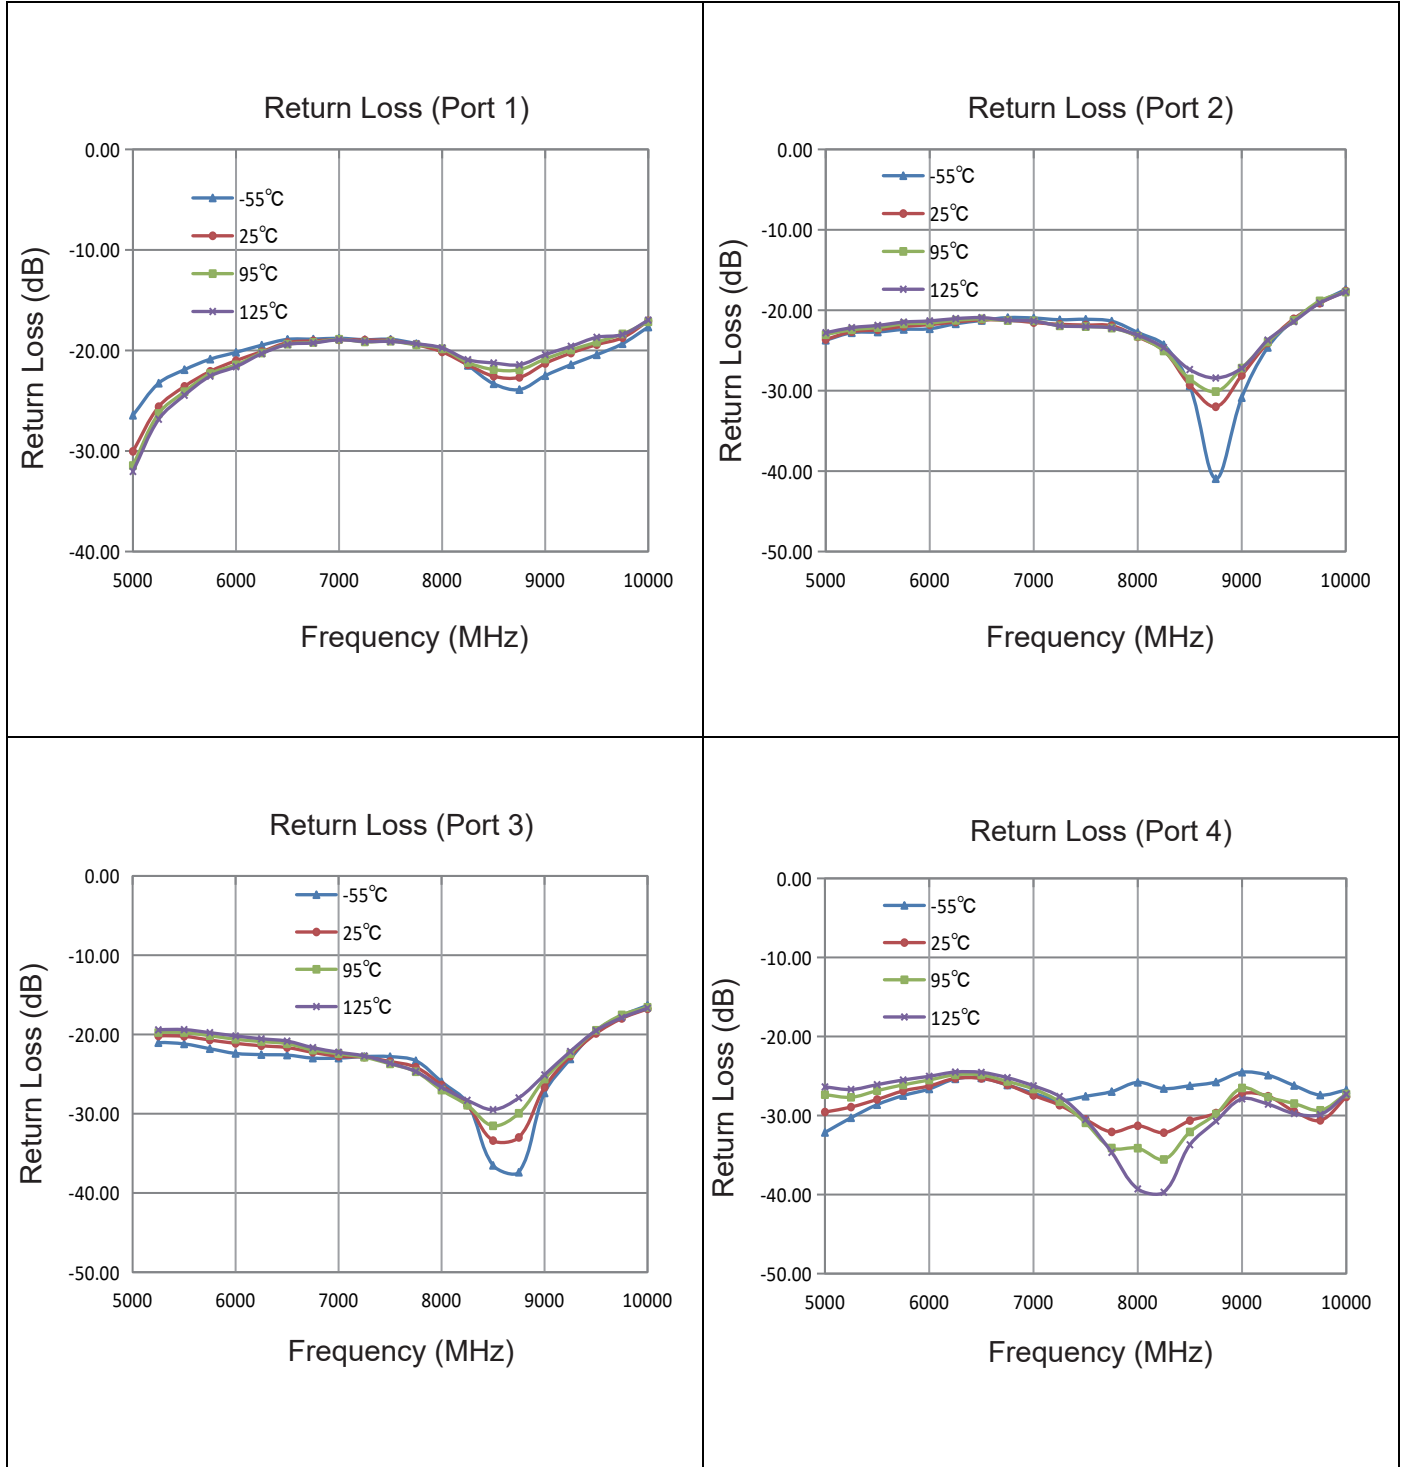 Return Loss (Port 1)
0.00
-10.00
-20.00
-30.00
-40.00
Return Loss (dB)
-55℃
25℃
95℃
125℃
5000 6000 7000 8000 9000 10000
Frequency (MHz)
Return Loss (Port 2)
0.00
-10.00
-20.00
-30.00
-40.00
-50.00
Return Loss (dB)
-55℃
25℃
95℃
125℃
5000 6000 7000 8000 9000 10000
Frequency (MHz)
Return Loss (Port 3)
0.00
-10.00
-20.00
-30.00
-40.00
-50.00
Return Loss (dB)
-55℃
25℃
95℃
125℃
5000 6000 7000 8000 9000 10000
Frequency (MHz)
Return Loss (Port 4)
0.00
-10.00
-20.00
-30.00
-40.00
-50.00
Return Loss (dB)
-55℃
25℃
95℃
125℃
5000 6000 7000 8000 9000 10000
Frequency (MHz)